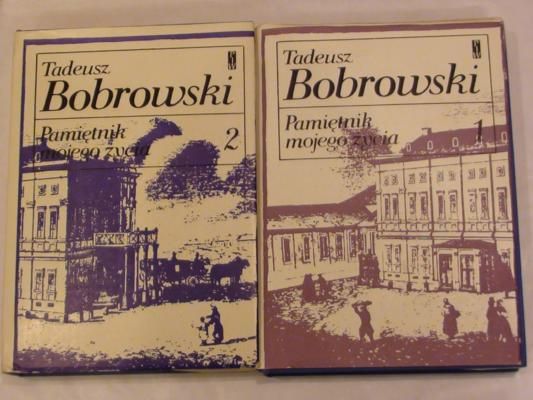 Tadeusz
Bobrowski
Pamiętnik
mojego życia 2
Tadeusz
Bobrowski
Pamiętnik
mojego życia 1